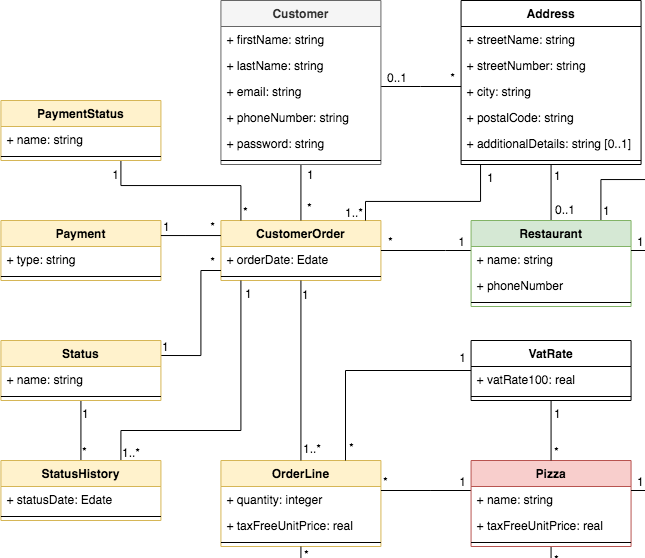 Customer
+ firstName: string
+ lastName: string
+ email: string
+ phoneNumber: string
+ password: string
Address
+ streetName: string
+ streetNumber: string
+ city: string
+ postalCode: string
+ additionalDetails: string [0..1]
0..1
*
PaymentStatus
+ name: string
1
*
1
*
1
1..*
1
0..1
1
Payment
+ type: string
1
*
CustomerOrder
+ orderDate: Edate
*
1
Restaurant
+ name: string
+ phoneNumber
1
*
1
1
1
Status
+ name: string
1
*
1..*
StatusHistory
+ statusDate: Edate
1..*
*
1
VatRate
+ vatRate100: real
1
*
OrderLine
+ quantity: integer
+ taxFreeUnitPrice: real
*
1
Pizza
+ name: string
+ taxFreeUnitPrice: real
1
*
*